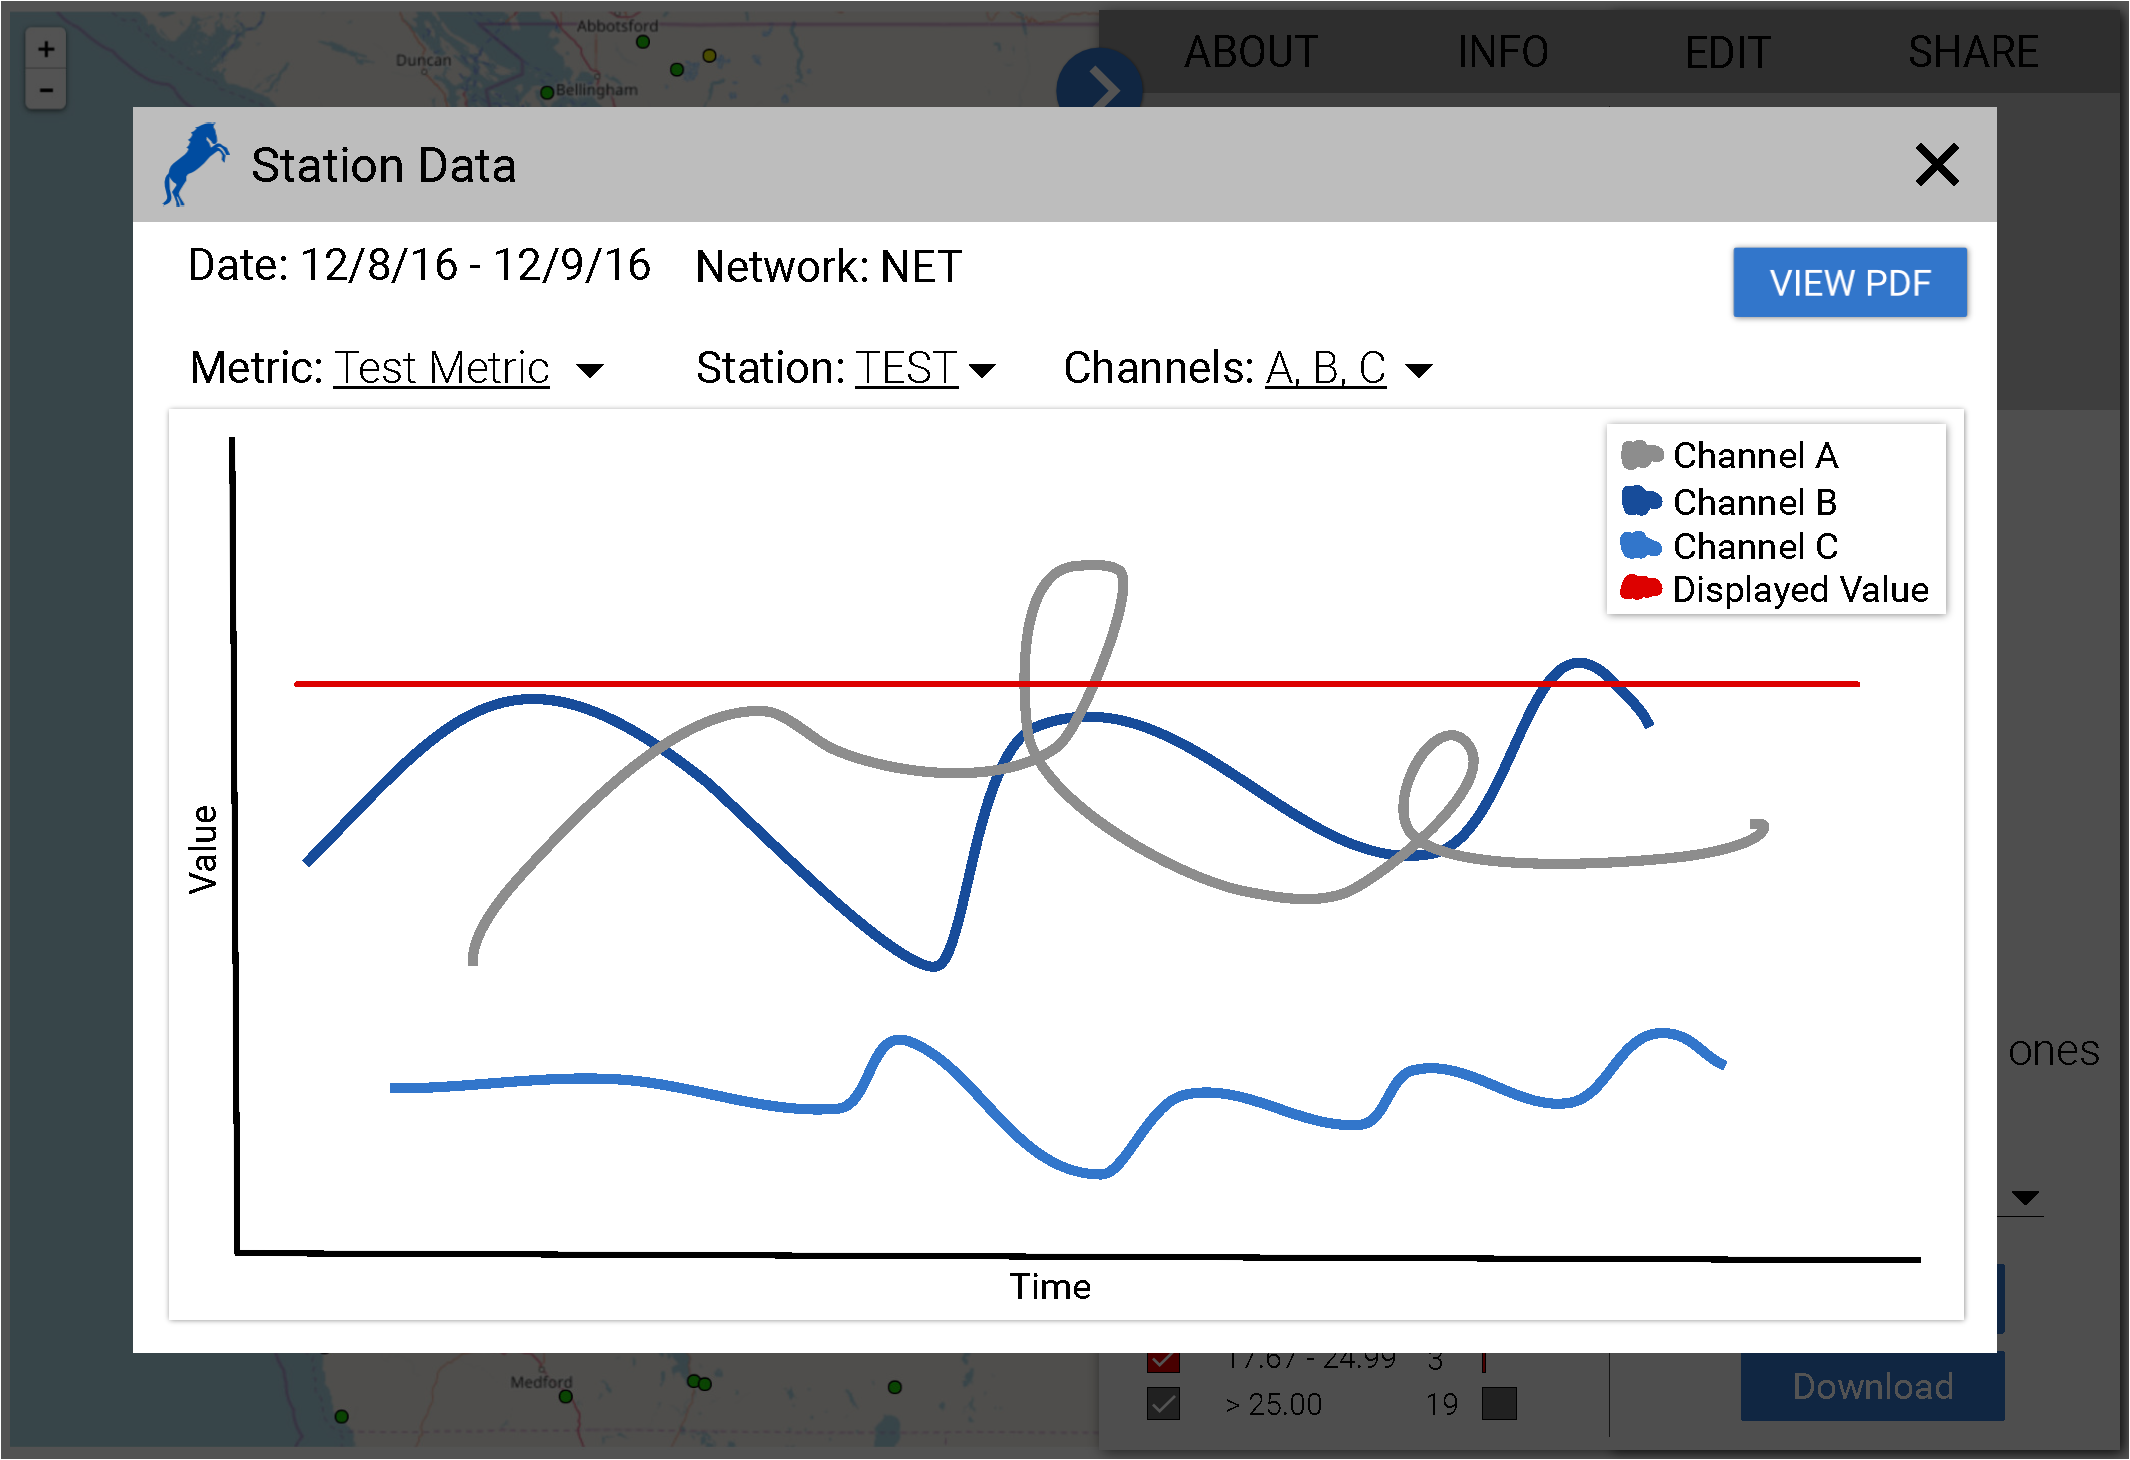 Abbotsford
Duncan
Bellingham
+
-
ABOUT INFO EDIT SHARE
Station Data
Date: 12/8/16 - 12/9/16 Network: NET
VIEW PDF
Metric: Test Metric Station: TEST Channels: A, B, C
Channel A
Channel B
Channel C
Displayed Value
Value
Time
ones
17.67 - 24.99 3
> 25.00 19
Medford
Download